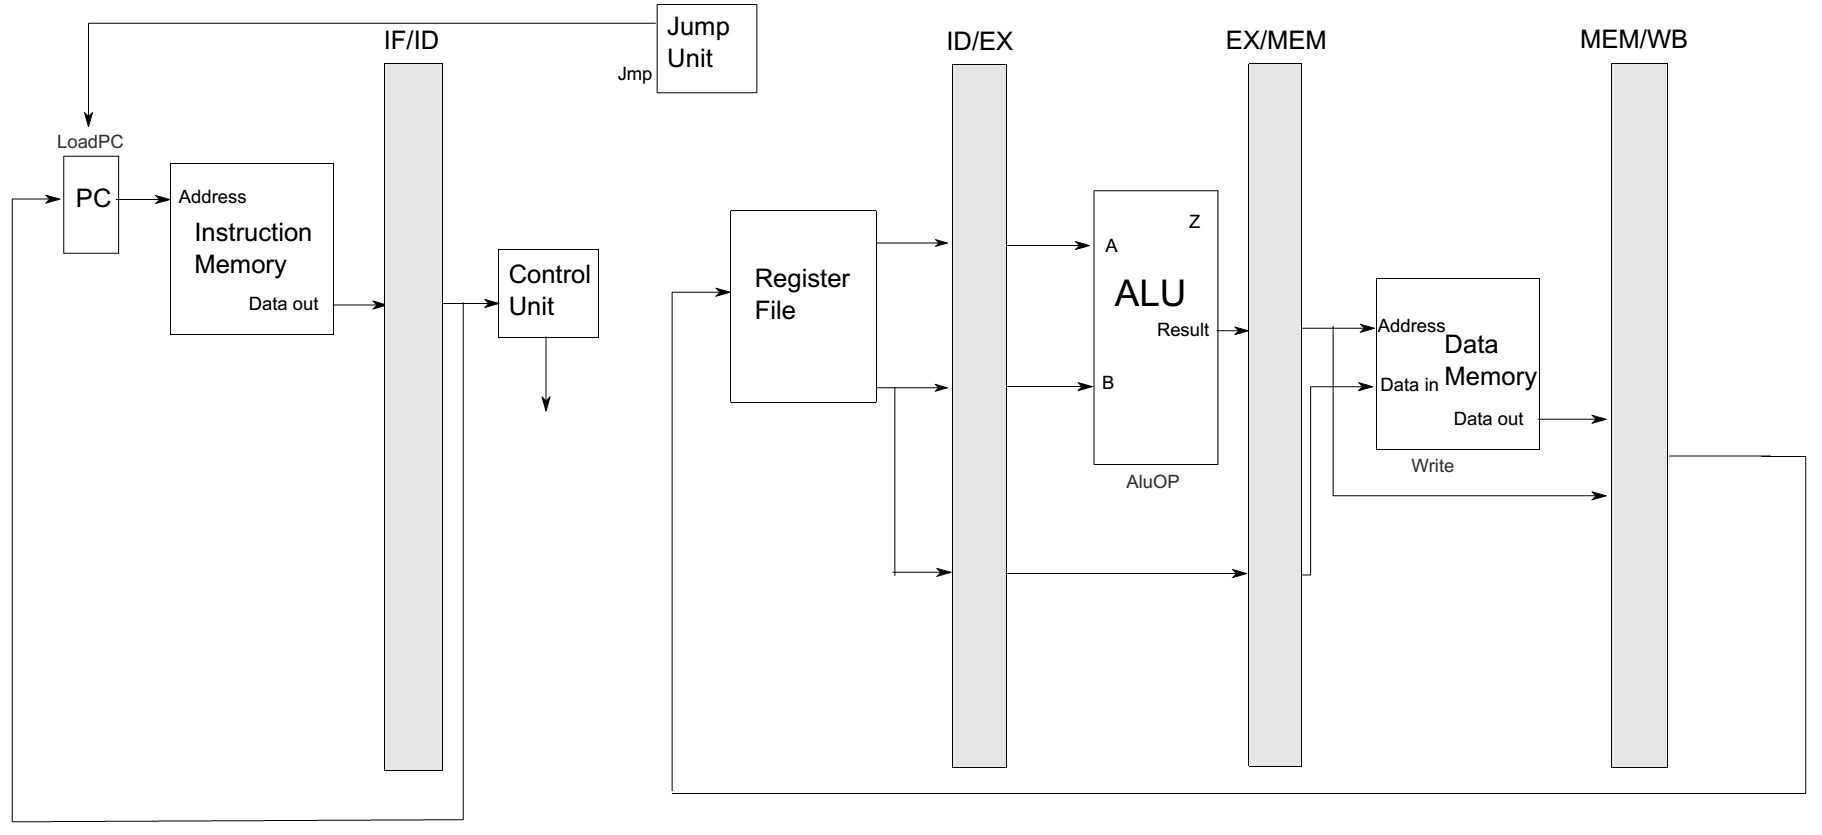 Jump
Unit
Jmp
IF/ID
ID/EX
EX/MEM
MEM/WB
LoadPC
PC
Address
Instruction
Memory
Data out
Control
Unit
Register
File
Z
A
ALU
Result
B
AluOP
Address
Data
Memory
Data in
Data out
Write